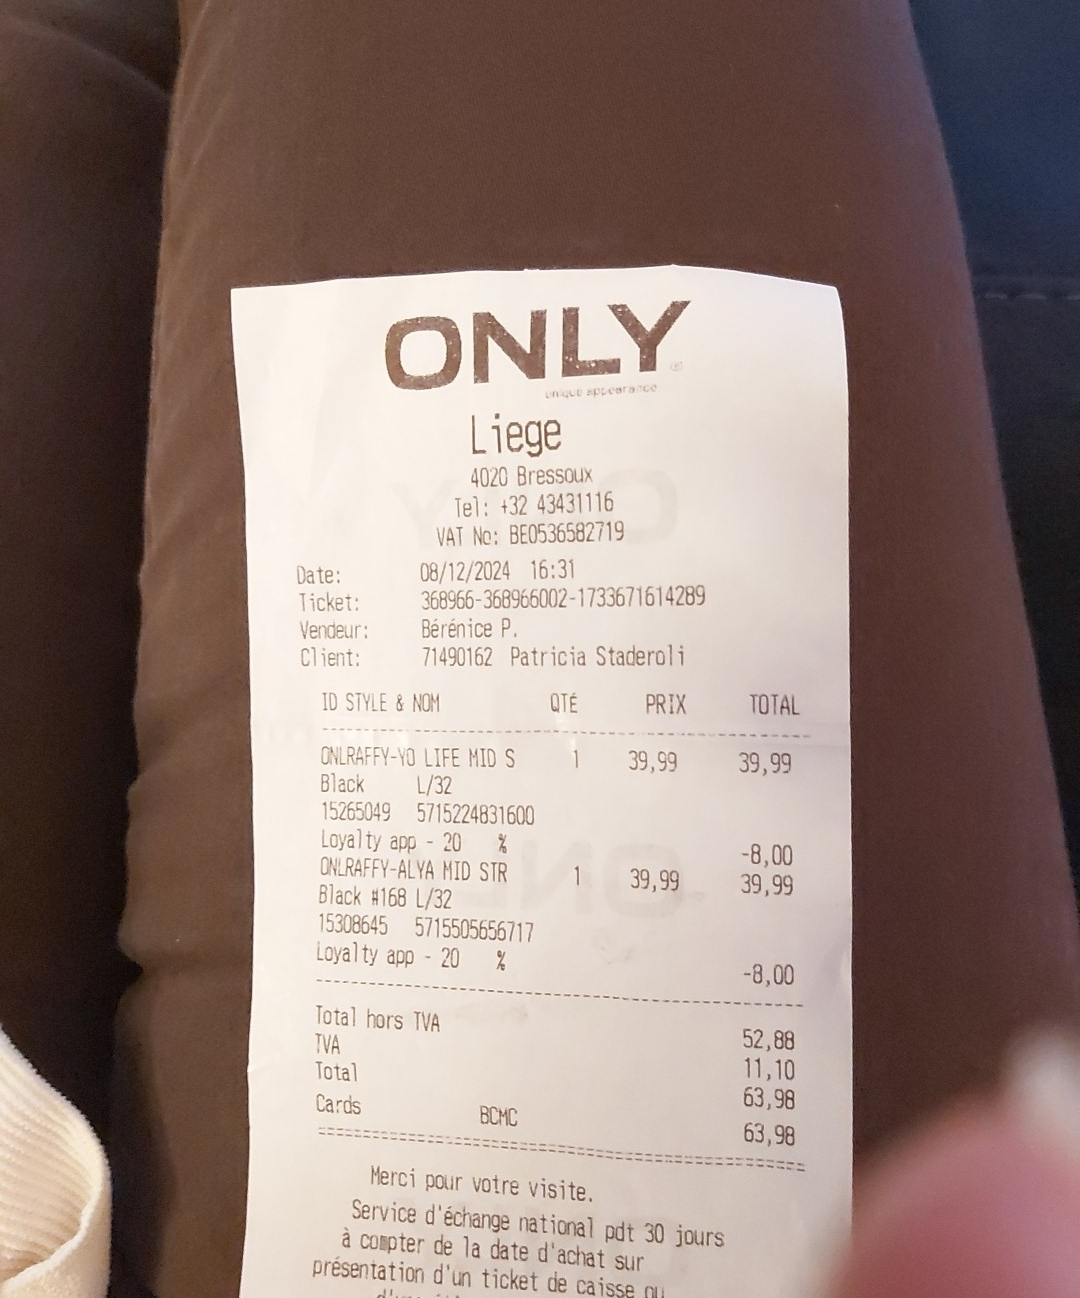 ONLY
unique appearance
Liege
4020 Bressoux
Tel: +32 43431116
VAT No: BE0536582719
Date: 08/12/2024 16:31
Ticket: 368966-368966002-1733671614289
Vendeur: Bérénice P.
Client: 71490162 Patricia Staderoli
ID STYLE & NOM QTÉ PRIX TOTAL
ONLRAFFY-YO LIFE MID S 1 39,99 39,99
Black L/32
15265049 5715224831600
Loyalty app - 20 % -8,00
ONLRAFFY-ALYA MID STR 1 39,99 39,99
Black #168 L/32
15308645 5715505656717
Loyalty app - 20 % -8,00
Total hors TVA 52,88
TVA 11,10
Total 63,98
Cards BCMC 63,98
Merci pour votre visite.
Service d'échange national pdt 30 jours
à compter de la date d'achat sur
présentation d'un ticket de caisse ou